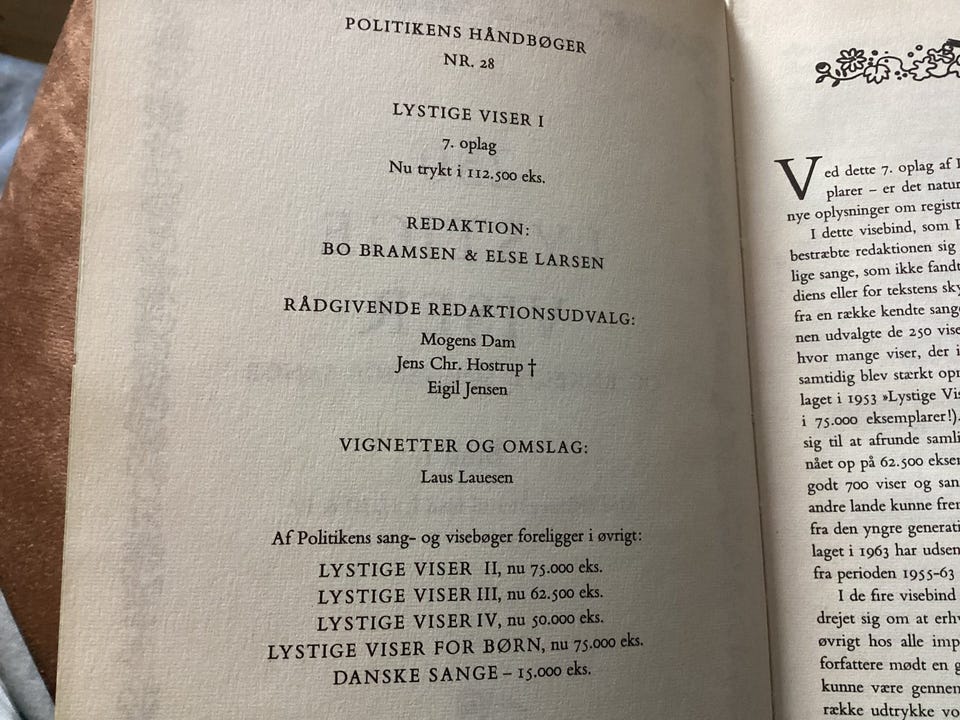 POLITIKENS HÅNDBØGER
NR. 28
LYSTIGE VISER I
7. oplag
Nu trykt i 112.500 eks.
REDAKTION:
BO BRAMSEN & ELSE LARSEN
RÅDGIVENDE REDAKTIONSUDVALG:
Mogens Dam
Jens Chr. Hostrup †
Eigil Jensen
VIGNETTER OG OMSLAG:
Laus Lauesen
Af Politikens sang- og visebøger foreligger i øvrigt:
LYSTIGE VISER II, nu 75.000 eks.
LYSTIGE VISER III, nu 62.500 eks.
LYSTIGE VISER IV, nu 50.000 eks.
LYSTIGE VISER FOR BØRN, nu 75.000 eks.
DANSKE SANGE – 15.000 eks.
Ved dette 7. oplag af
plarer – er det natur
nye oplysninger om registr
I dette visebind, som
bestræbte redaktionen sig
lige sange, som ikke fandt
diens eller for tekstens sky
fra en række kendte sange
nen udvalgte de 250 vise
hvor mange viser, der i
samtidig blev stærkt opr
laget i 1953 »Lystige Vis
i 75.000 eksemplarer!).
sig til at afrunde samli
nået op på 62.500 eksem
godt 700 viser og san
andre lande kunne frem
fra den yngre generati
laget i 1963 har udsen
fra perioden 1955-63
I de fire visebind
drejet sig om at erhv
øvrigt hos alle imp
forfattere mødt en g
kunne være gennem
række udtrykke vo